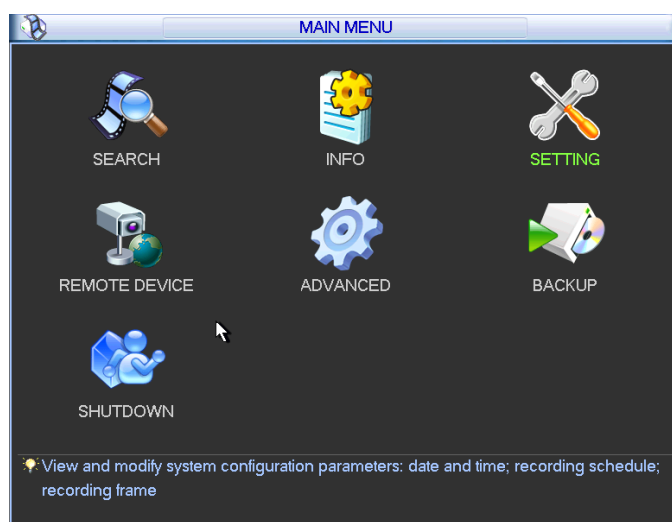 MAIN MENU
SEARCH
INFO
SETTING
REMOTE DEVICE
ADVANCED
BACKUP
SHUTDOWN
View and modify system configuration parameters: date and time; recording schedule;
recording frame